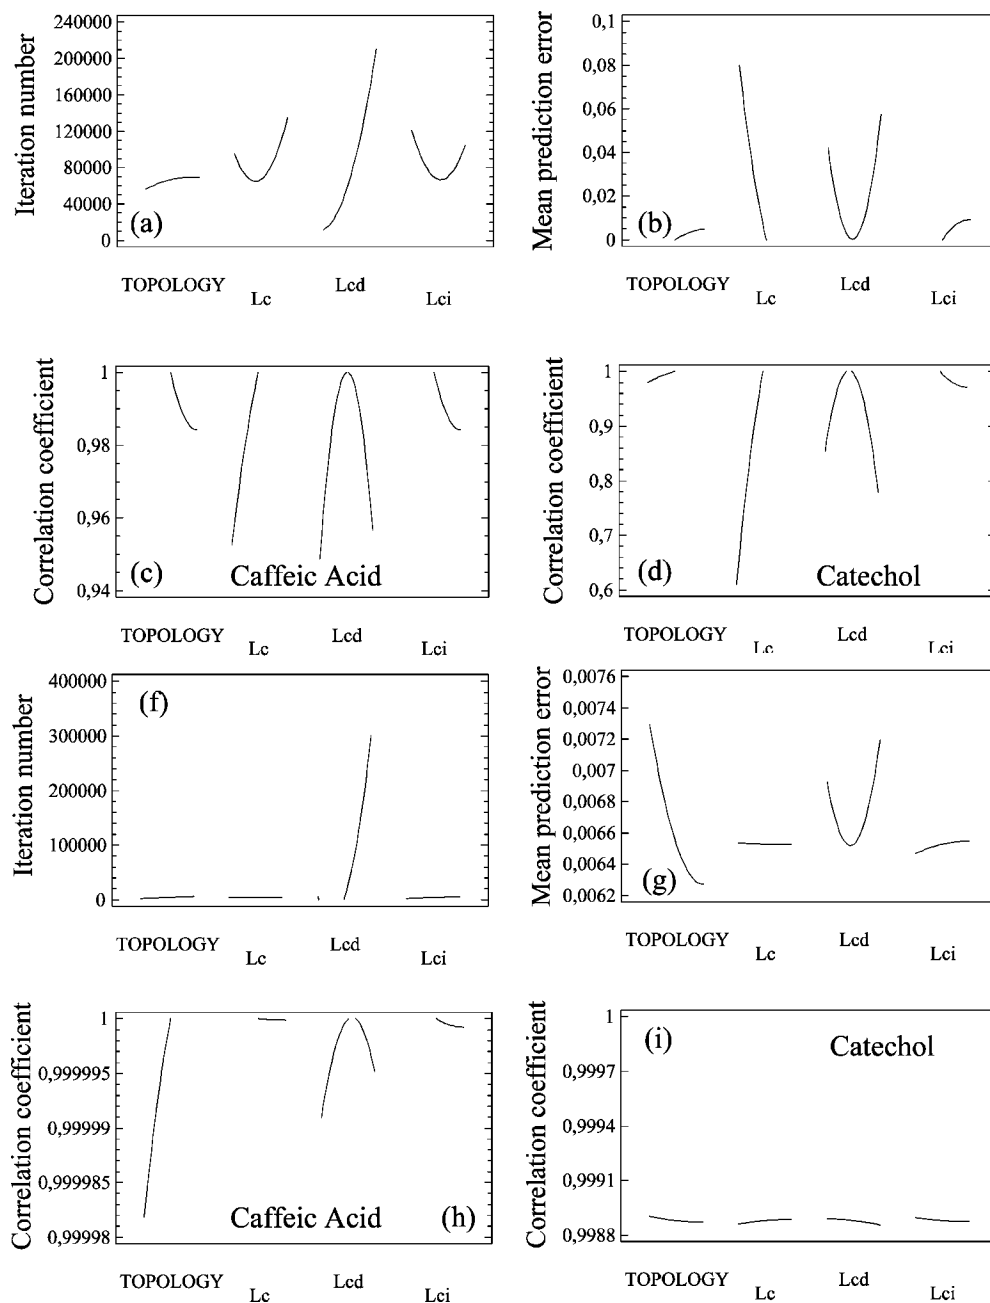 Iteration number
240000
200000
160000
120000
80000
40000
0
(a)
TOPOLOGY
Lc
Lcd
Lci
Mean prediction error
0,1
0,08
0,06
0,04
0,02
0
(b)
TOPOLOGY
Lc
Lcd
Lci
Correlation coefficient
1
0,98
0,96
0,94
(c)
Caffeic Acid
TOPOLOGY
Lc
Lcd
Lci
Correlation coefficient
1
0,9
0,8
0,7
0,6
(d)
Catechol
TOPOLOGY
Lc
Lcd
Lci
Iteration number
400000
300000
200000
100000
0
(f)
TOPOLOGY
Lc
Lcd
Lci
Mean prediction error
0,0076
0,0074
0,0072
0,007
0,0068
0,0066
0,0064
0,0062
(g)
TOPOLOGY
Lc
Lcd
Lci
Correlation coefficient
1
0,999995
0,99999
0,999985
0,99998
Caffeic Acid
(h)
TOPOLOGY
Lc
Lcd
Lci
Correlation coefficient
1
0,9997
0,9994
0,9991
0,9988
(i)
Catechol
TOPOLOGY
Lc
Lcd
Lci